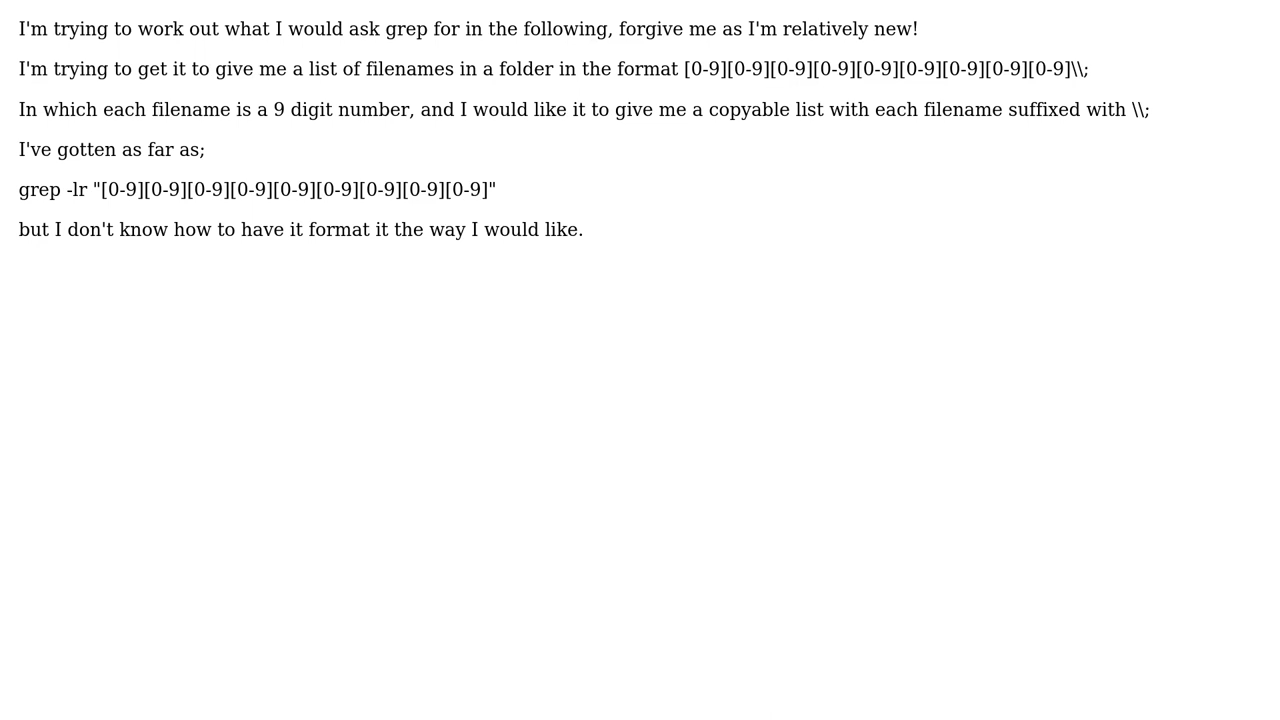 I'm trying to work out what I would ask grep for in the following, forgive me as I'm relatively new!
I'm trying to get it to give me a list of filenames in a folder in the format [0-9][0-9][0-9][0-9][0-9][0-9][0-9][0-9][0-9]\\;
In which each filename is a 9 digit number, and I would like it to give me a copyable list with each filename suffixed with \\;
I've gotten as far as;
grep -lr "[0-9][0-9][0-9][0-9][0-9][0-9][0-9][0-9][0-9]"
but I don't know how to have it format it the way I would like.